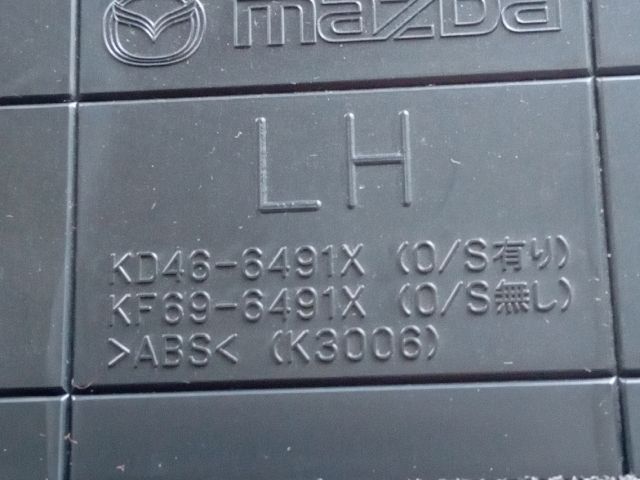 mazda
LH
KD46-6491X (O/S有り)
KF69-6491X (O/S無し)
>ABS< (K3006)